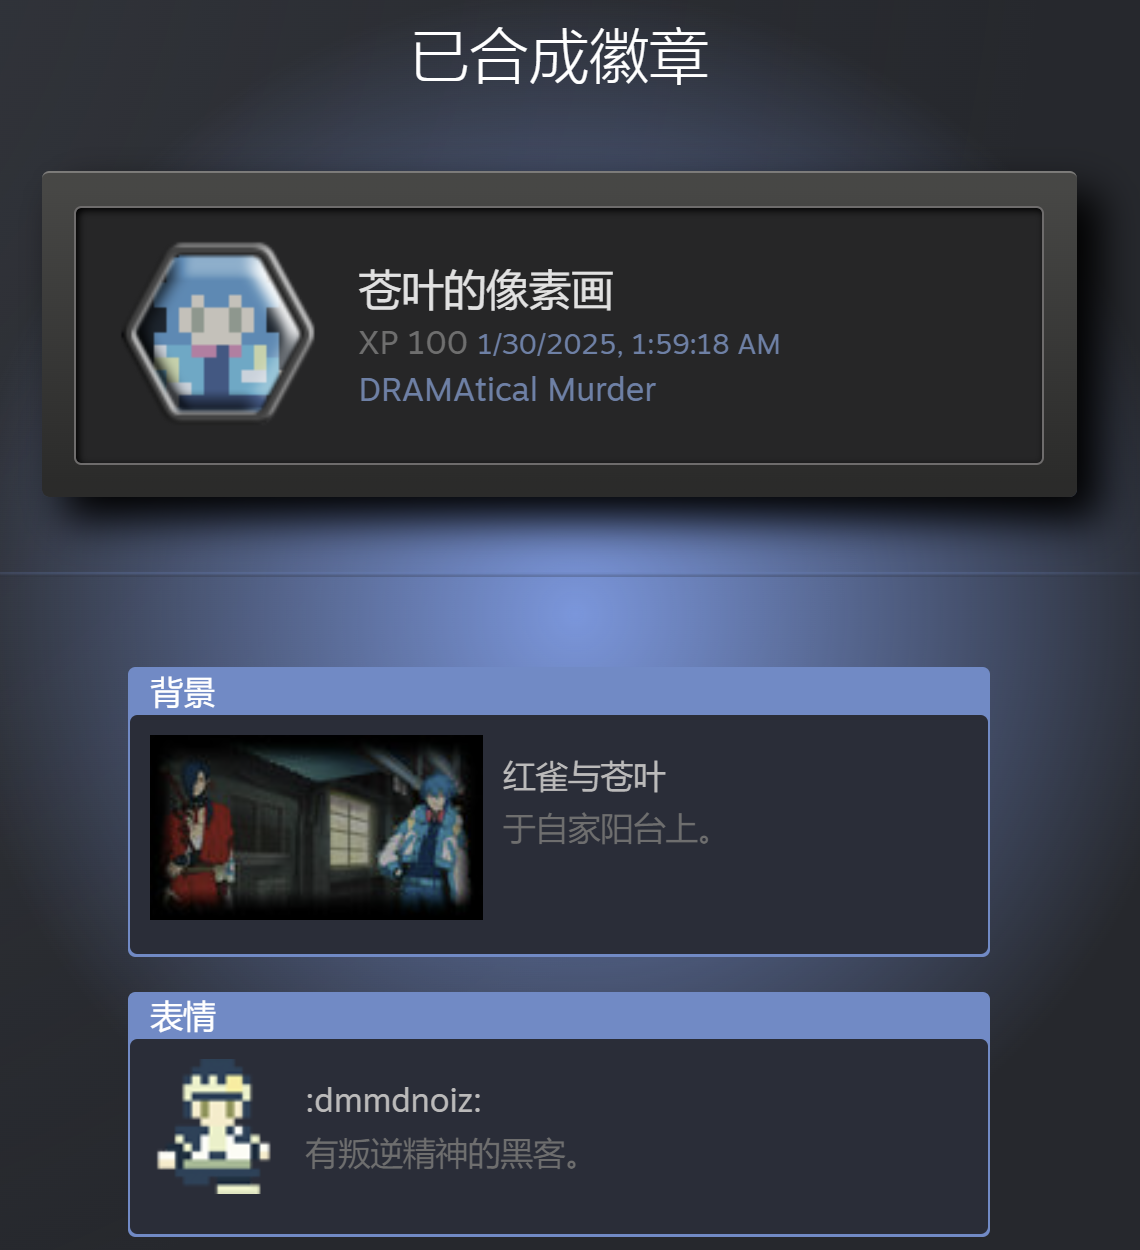 已合成徽章
苍叶的像素画
XP 100 1/30/2025, 1:59:18 AM
DRAMAtical Murder
背景
红雀与苍叶
于自家阳台上。
表情
:dmmdnoiz:
有叛逆精神的黑客。